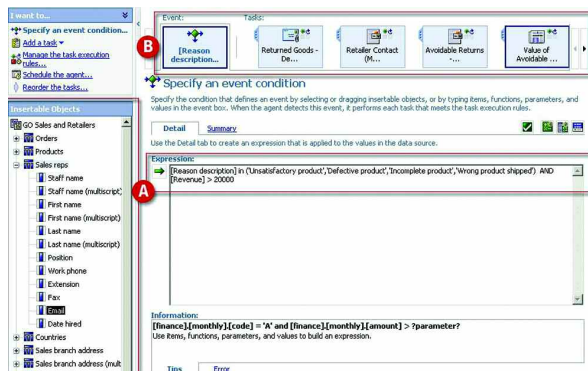 I want to...
Specify an event condition...
Add a task
Manage the task execution
rules...
Schedule the agent...
Reorder the tasks...
Insertable Objects
GO Sales and Retailers
Orders
Products
Sales reps
Staff name
Staff name (multiscript)
First name
First name (multiscript)
Last name
Last name (multiscript)
Position
Work phone
Extension
Fax
Email
Date hired
Countries
Sales branch address
Sales branch address (mult
A
B
Event:
Tasks:
[Reason
description...
Returned Goods -
De...
Retailer Contact
(M...
Avoidable Returns
-...
Value of
Avoidable ...
Specify an event condition
Specify the condition that defines an event by selecting or dragging insertable objects, or by typing items, functions, parameters, and
values in the event box. When the agent detects this event, it performs each task that meets the task execution rules.
Detail
Summary
Use the Detail tab to create an expression that is applied to the values in the data source.
Expression:
[Reason description] in ('Unsatisfactory product','Defective product','Incomplete product','Wrong product shipped') AND
[Revenue] > 20000
Information:
[finance].[monthly].[code] = 'A' and [finance].[monthly].[amount] > ?parameter?
Use items, functions, parameters, and values to build an expression.
Tips
Error